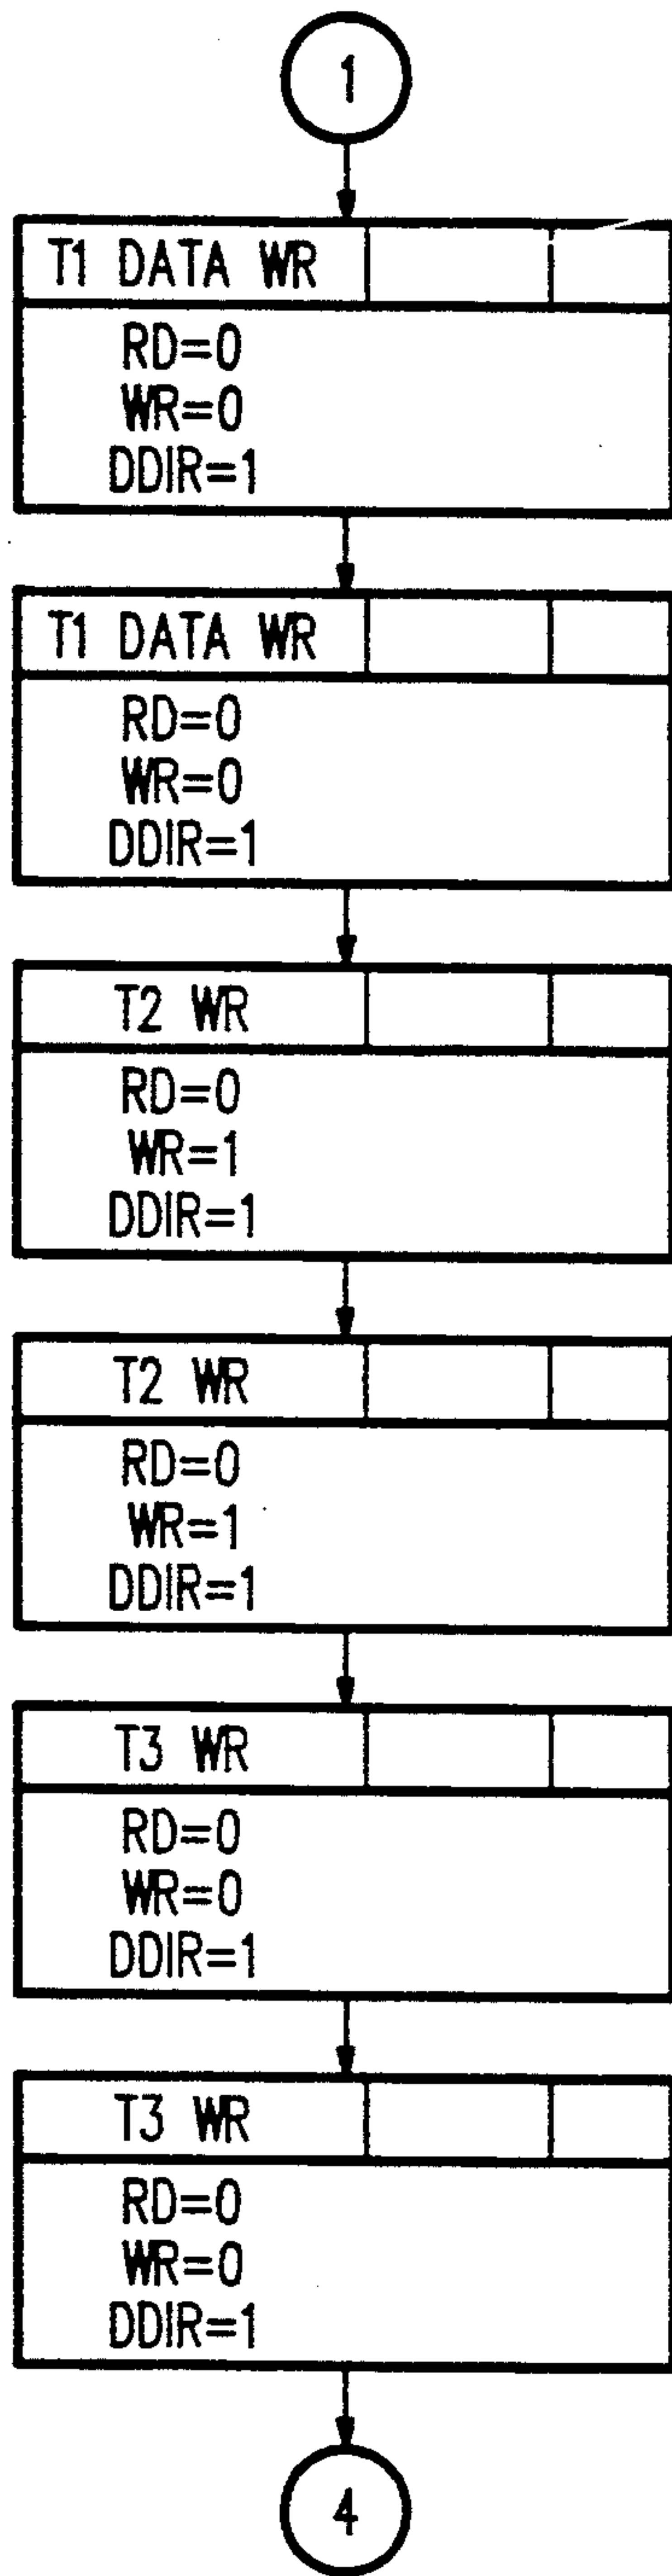 1
T1 DATA WR
RD=0
WR=0
DDIR=1
T1 DATA WR
RD=0
WR=0
DDIR=1
T2 WR
RD=0
WR=1
DDIR=1
T2 WR
RD=0
WR=1
DDIR=1
T3 WR
RD=0
WR=0
DDIR=1
T3 WR
RD=0
WR=0
DDIR=1
4